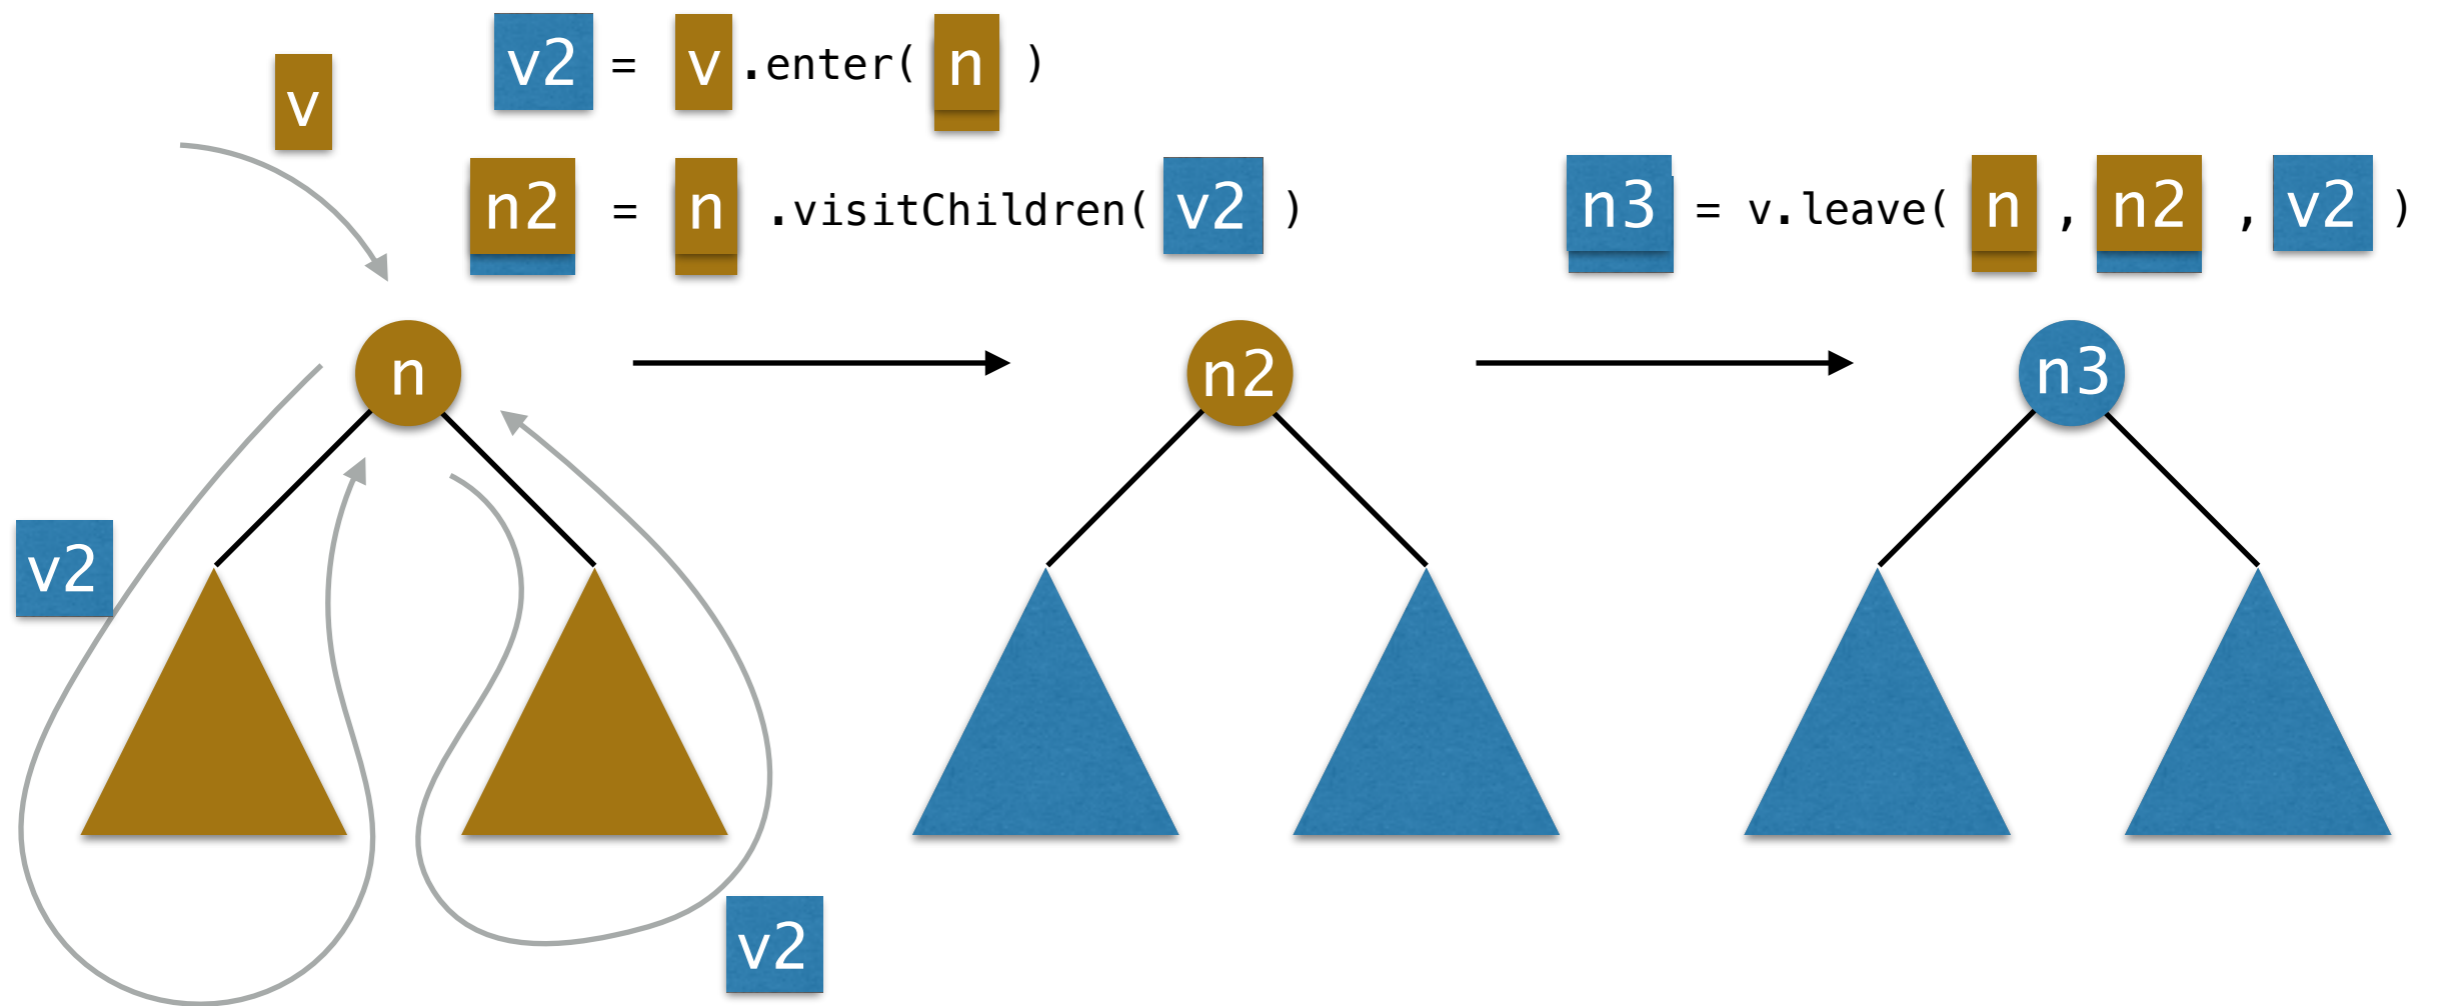 v2 = v.enter( n )
v
n2 = n .visitChildren( v2 )
n3 = v.leave( n , n2 , v2 )
n
n2
n3
v2
v2